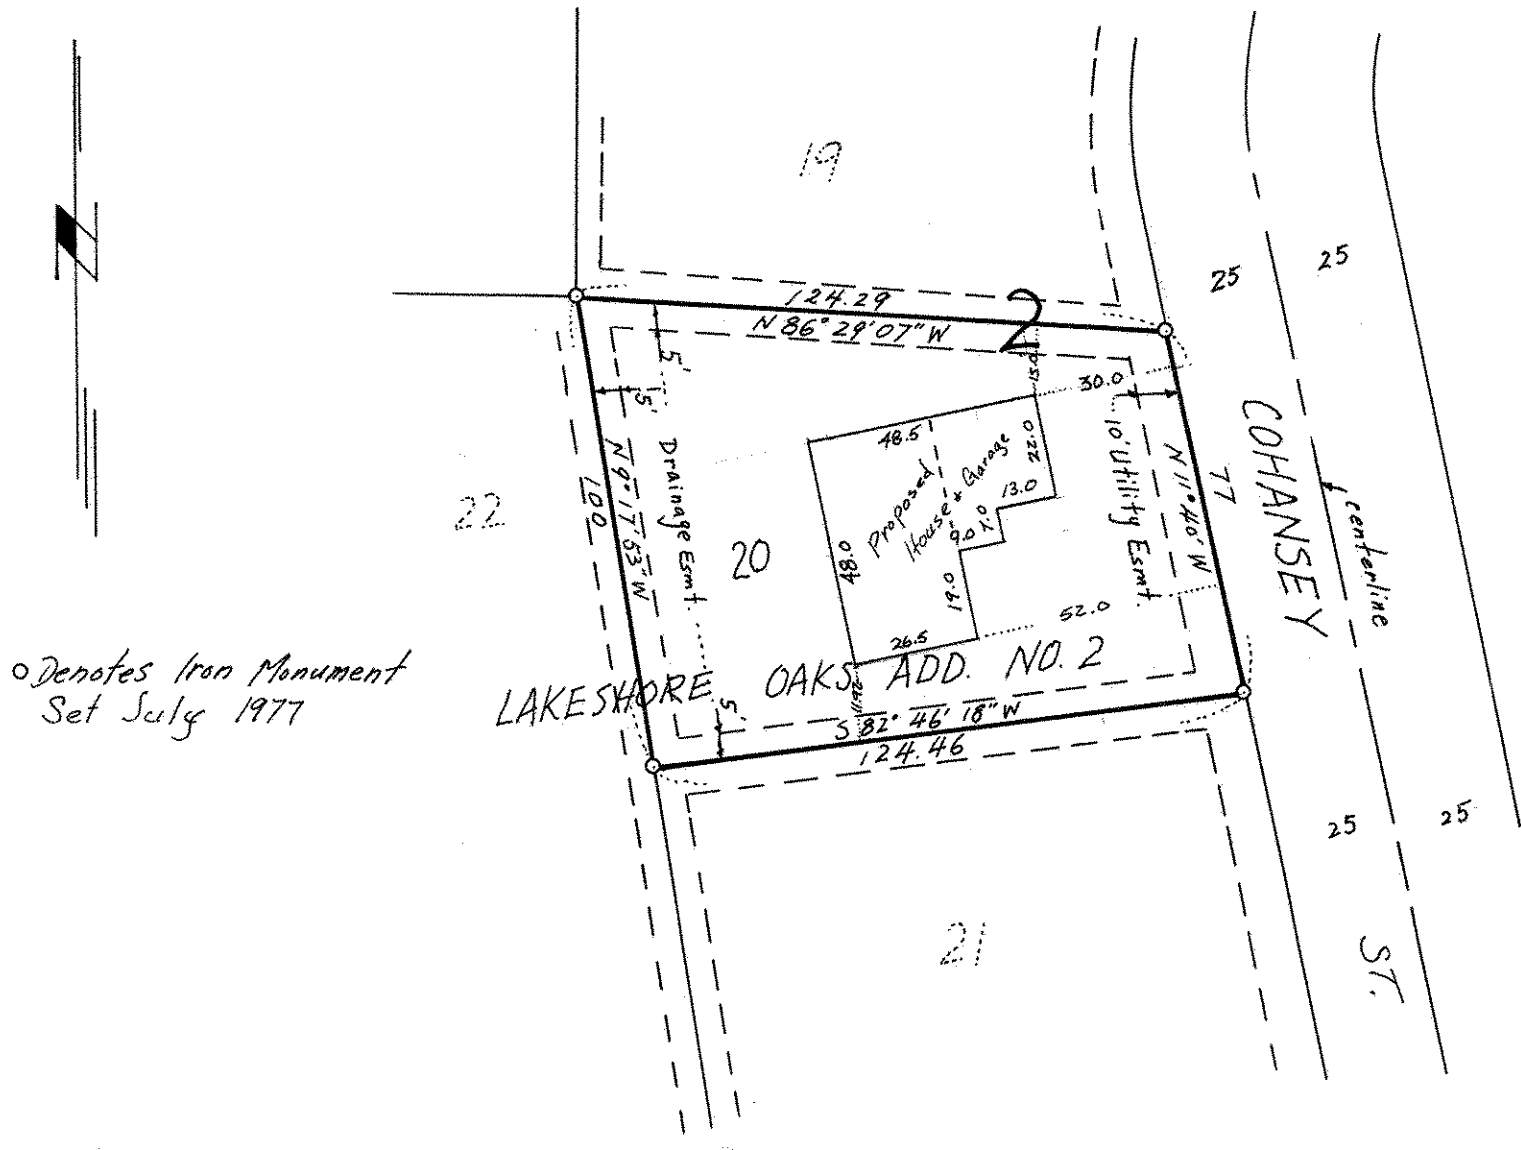 19
25
25
124.29
2
N 86° 29' 07" W
5'
5'
15.0
30.0
48.5
22.0
Proposed
House & Garage
13.0
7.0
9.0
48.0
19.0
26.5
52.0
10' Utility Esmt.
N 11° 40' W
77
COHANSEY
ST.
centerline
22
100
N 9° 17' 53" W
Drainage Esmt.
20
o Denotes Iron Monument
Set July 1977
LAKESHORE OAKS ADD. NO. 2
5'
S 82° 46' 18" W
124.46
25
25
21